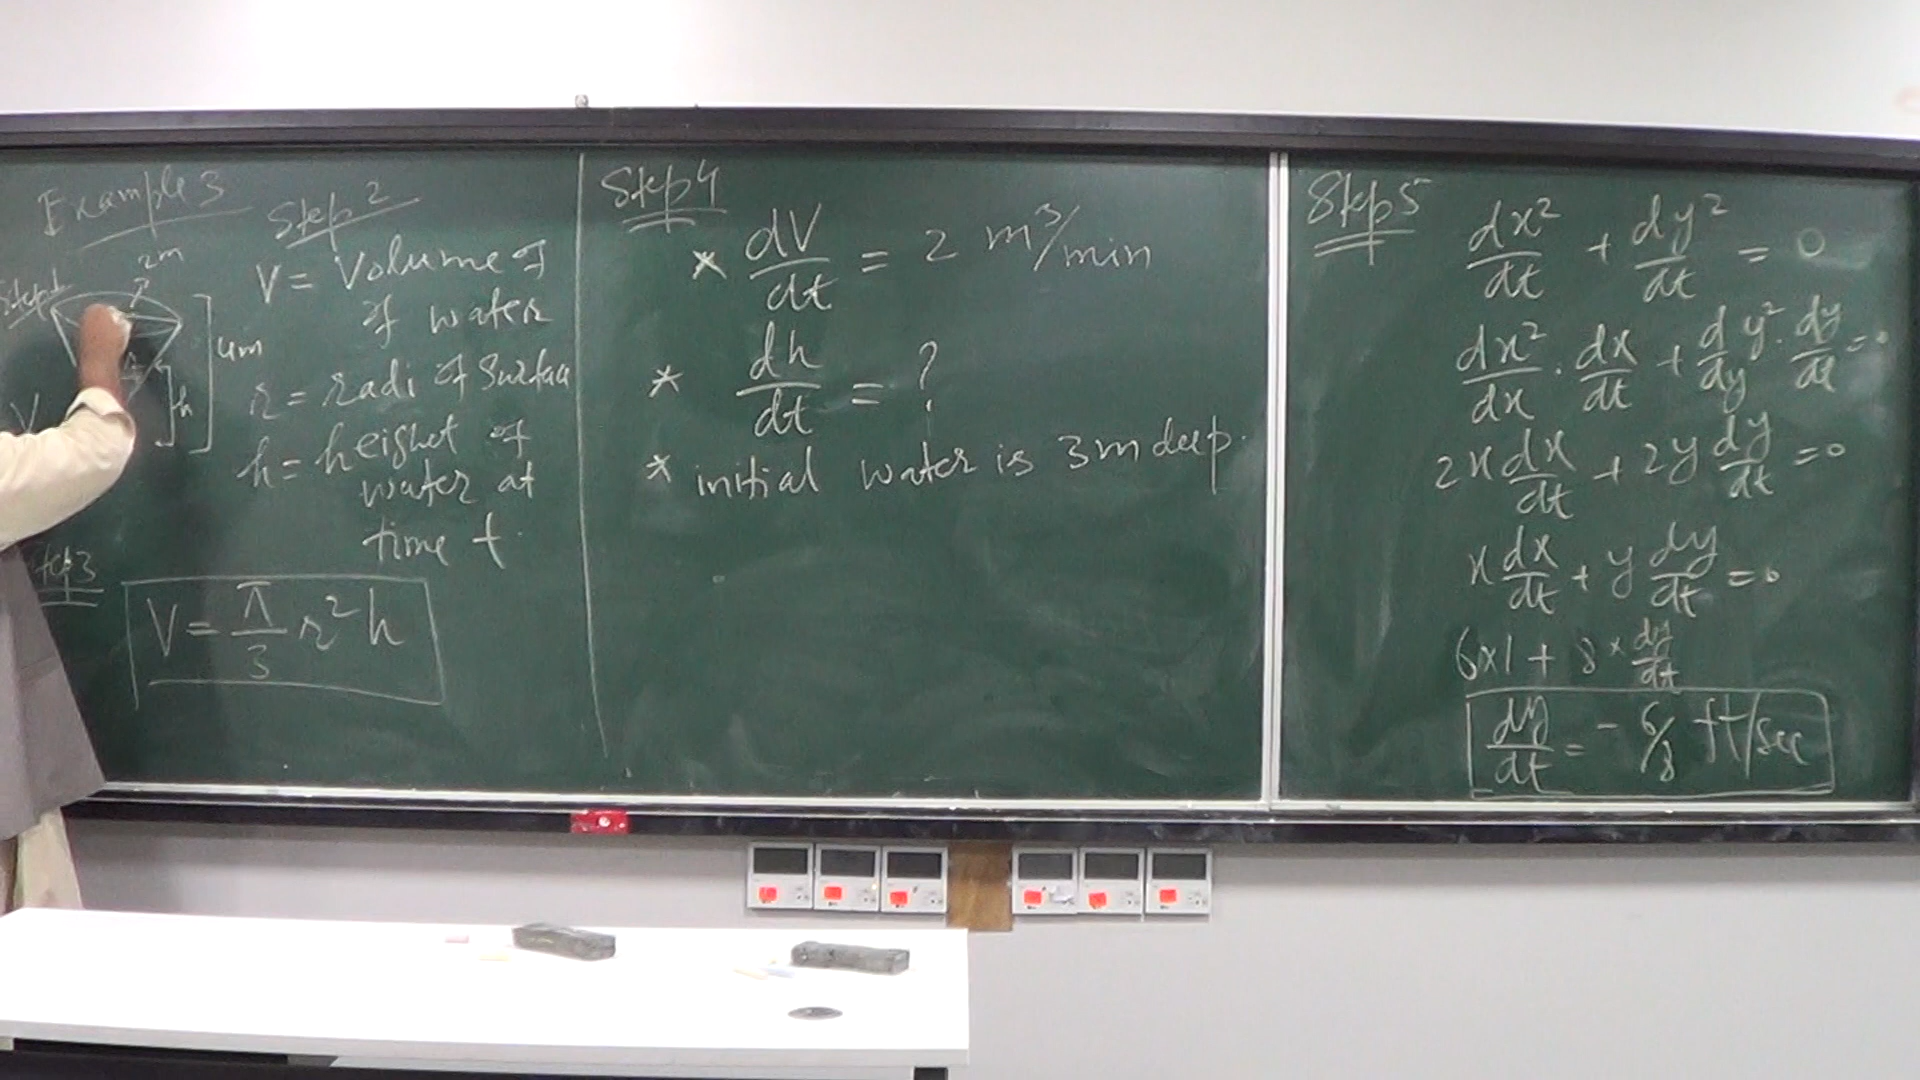 Example 3
Step 1
2m
4m
h
V
Step 2
V = Volume of
of water
r = radi of Surface
h = height of
water at
time t.
Step 3
V = π/3 r² h
Step 4
* dV/dt = 2 m³/min
* dh/dt = ?
* initial water is 3m deep.
Step 5
dx²/dt + dy²/dt = 0
dx²/dx . dx/dt + d/dy y² . dy/dt = 0
2x dx/dt + 2y dy/dt = 0
x dx/dt + y dy/dt = 0
6x1 + 8 x dy/dt
dy/dt = - 6/8 ft/sec